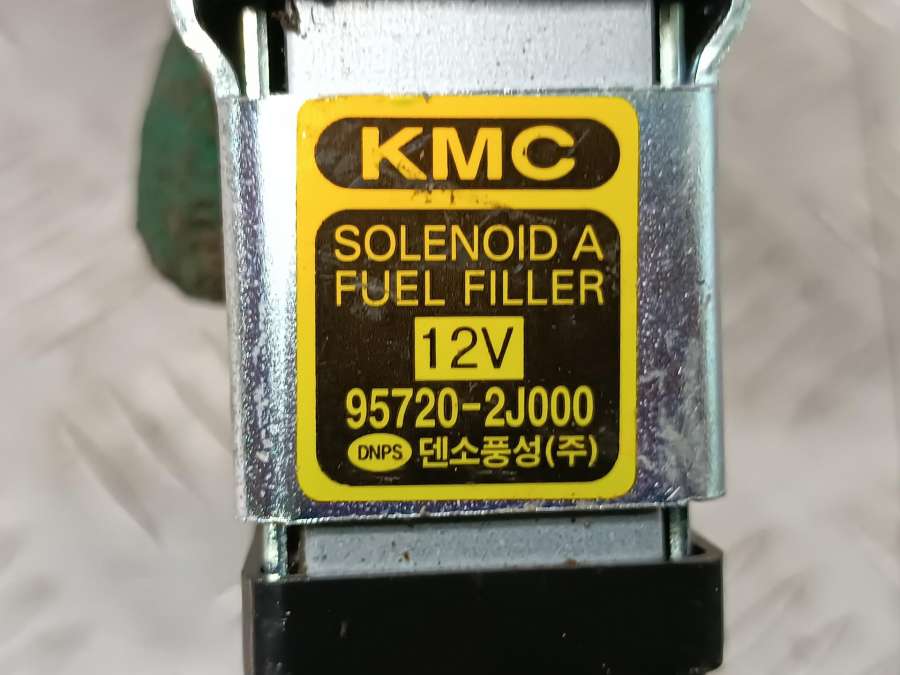 KMC
SOLENOID A
FUEL FILLER
12V
95720-2J000
DNPS 덴소풍성(주)